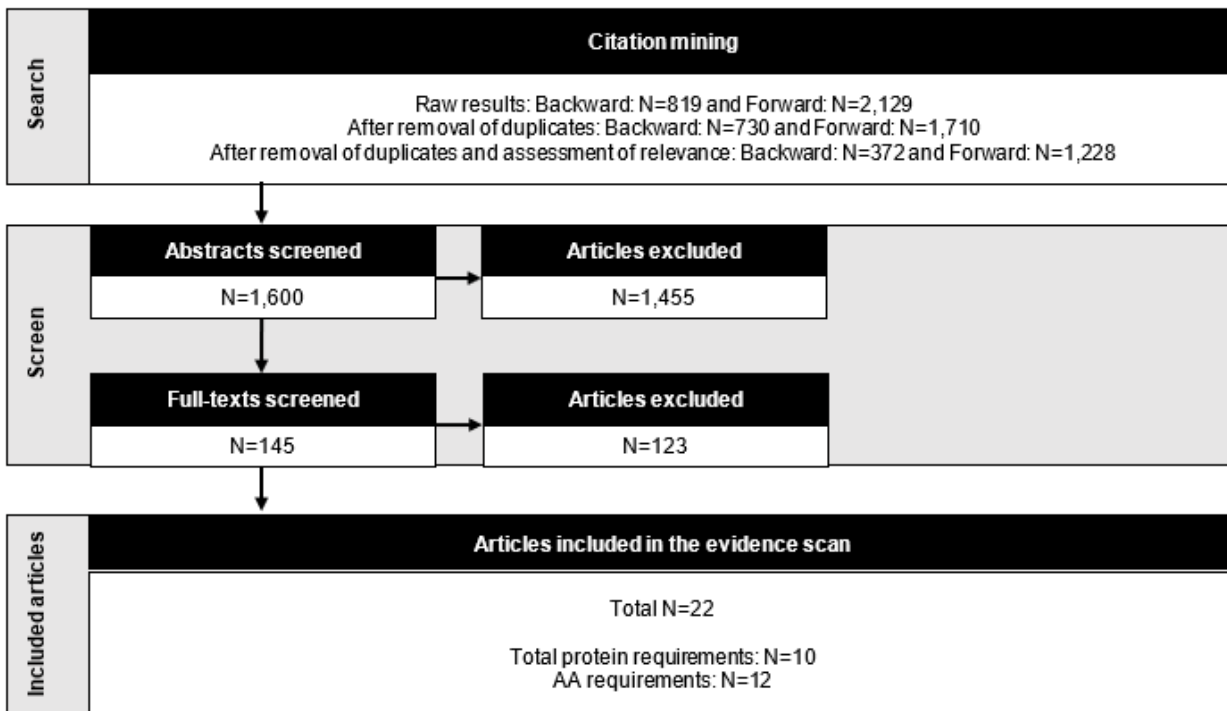 Search
Citation mining
Raw results: Backward: N=819 and Forward: N=2,129
After removal of duplicates: Backward: N=730 and Forward: N=1,710
After removal of duplicates and assessment of relevance: Backward: N=372 and Forward: N=1,228
Screen
Abstracts screened
N=1,600
Articles excluded
N=1,455
Full-texts screened
N=145
Articles excluded
N=123
Included articles
Articles included in the evidence scan
Total N=22
Total protein requirements: N=10
AA requirements: N=12